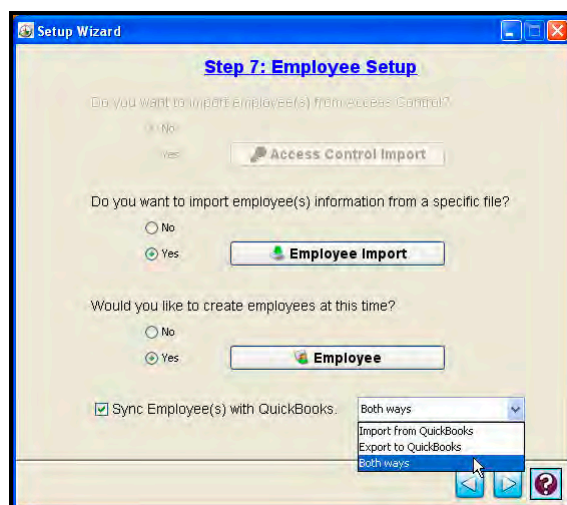 Setup Wizard
Step 7: Employee Setup
Do you want to import employee(s) from access Control?
No
Yes
Access Control Import
Do you want to import employee(s) information from a specific file?
No
Yes
Employee Import
Would you like to create employees at this time?
No
Yes
Employee
Sync Employee(s) with QuickBooks.
Both ways
Import from QuickBooks
Export to QuickBooks
Both ways